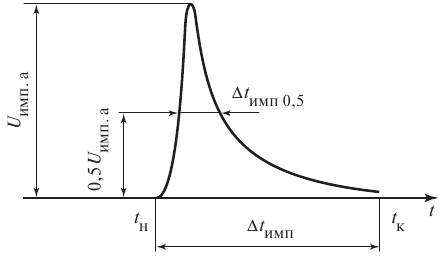 U имп. а
0,5 U имп. а
Δt имп 0,5
t н
t к
t
Δt имп